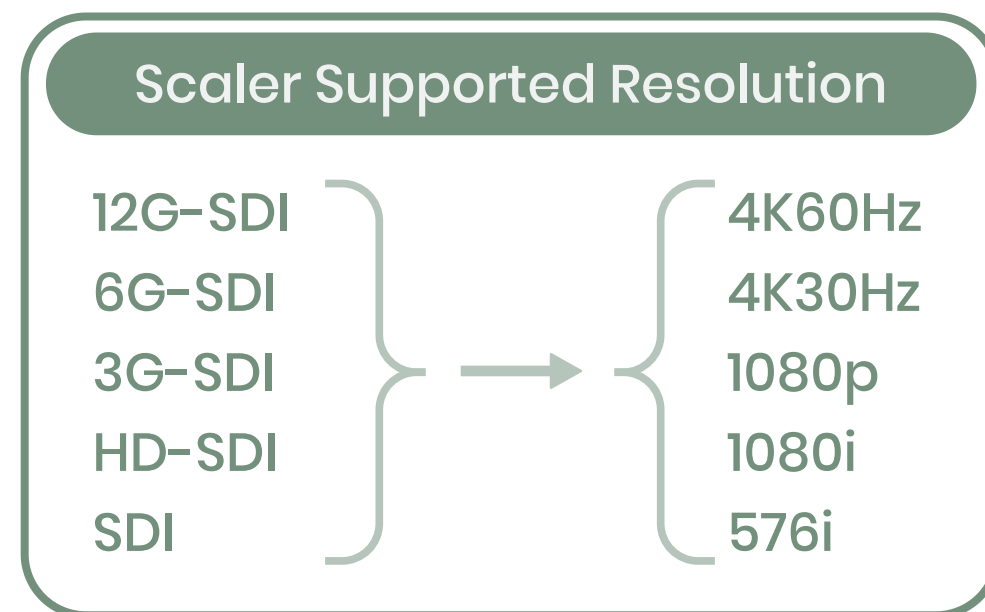 Scaler Supported Resolution
12G-SDI
6G-SDI
3G-SDI
HD-SDI
SDI
4K60Hz
4K30Hz
1080p
1080i
576i